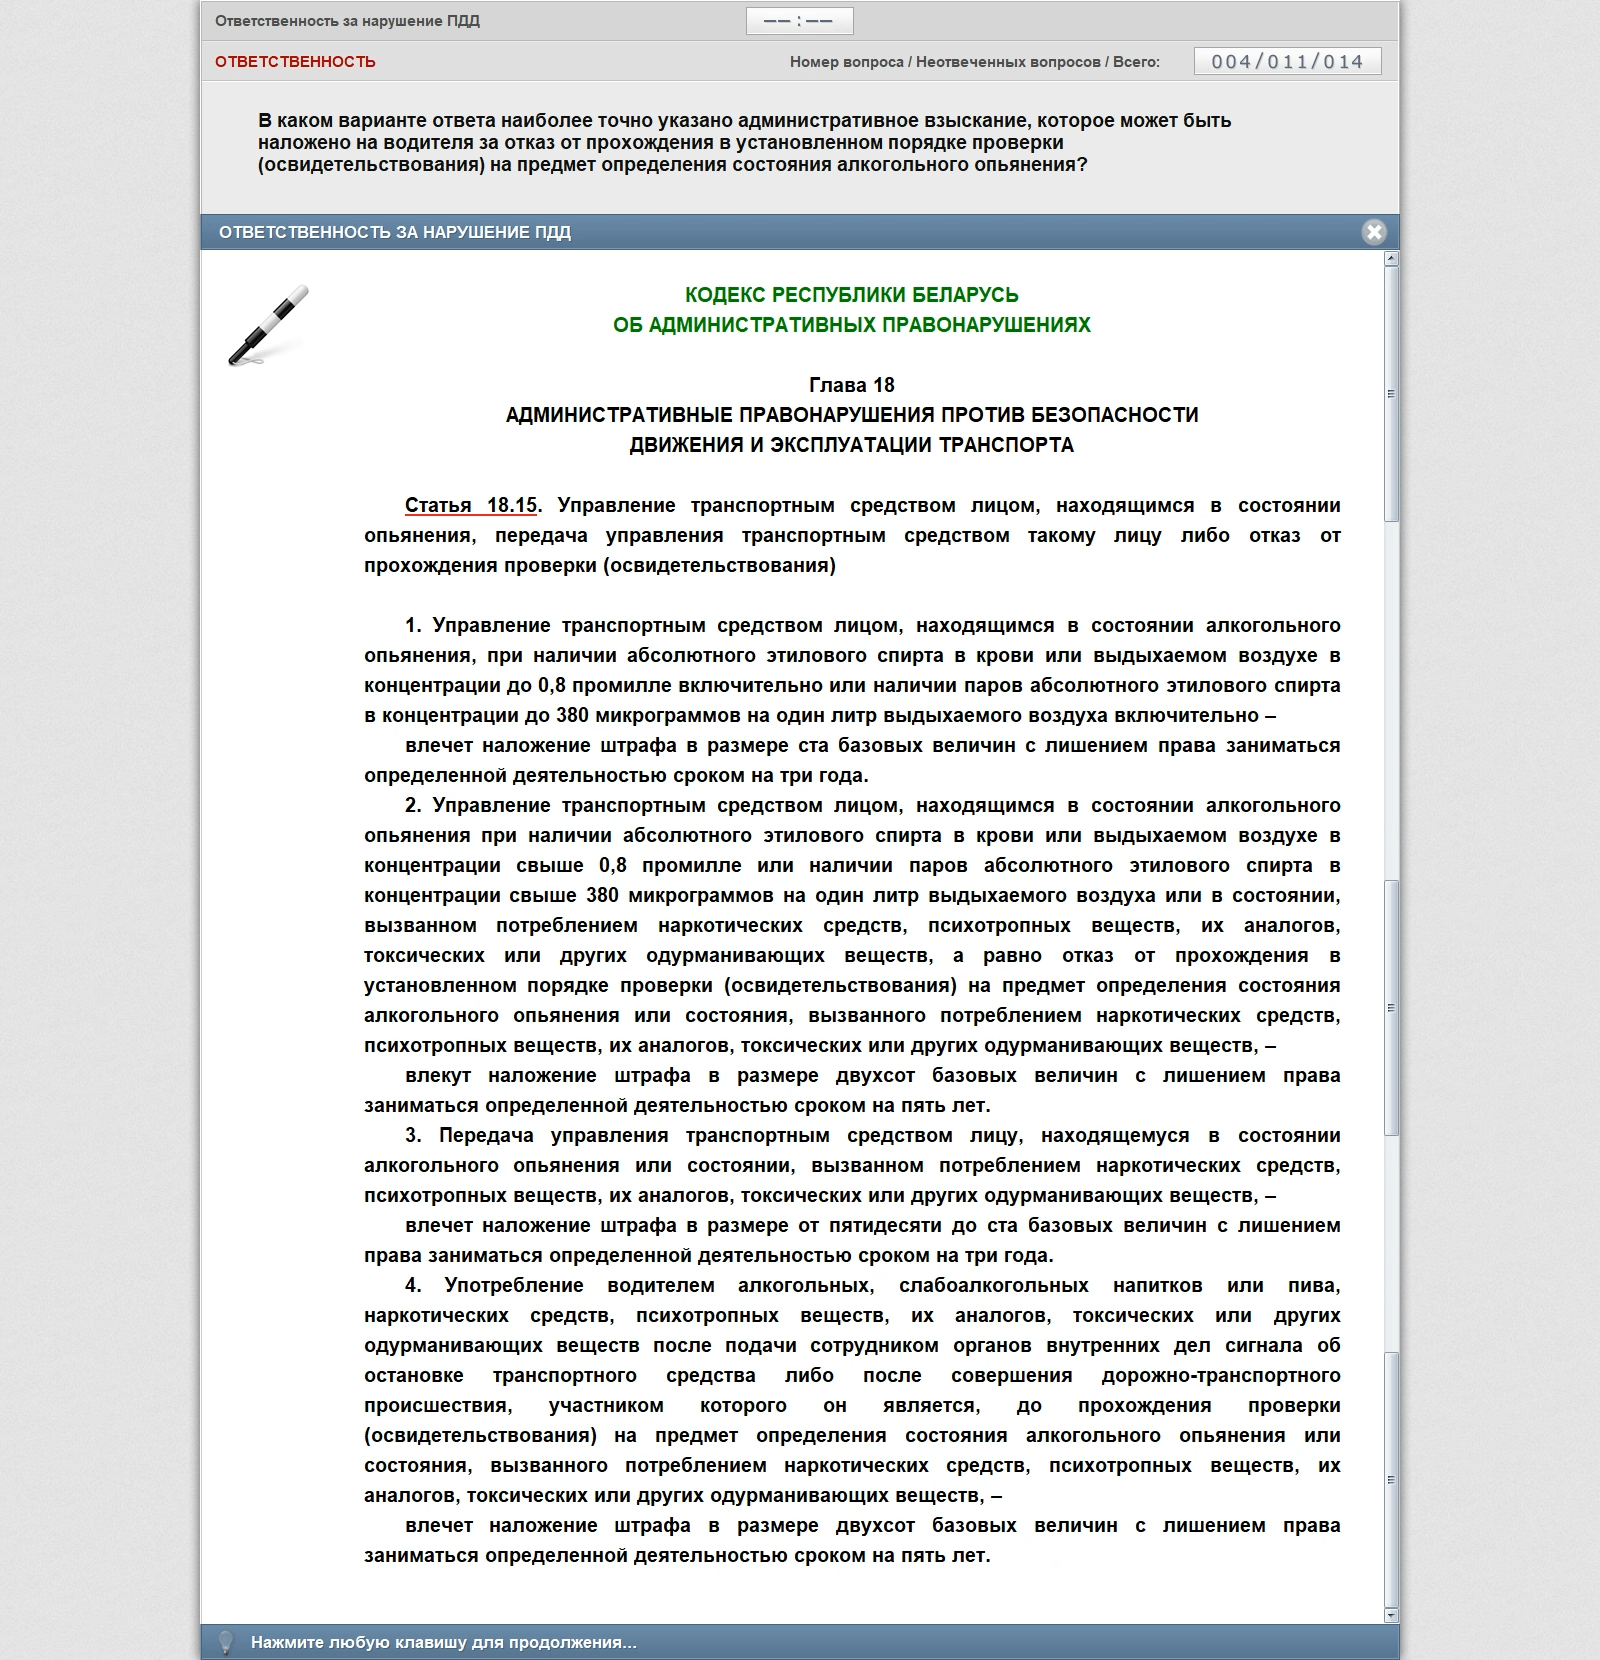 Ответственность за нарушение ПДД
––:––
ОТВЕТСТВЕННОСТЬ
Номер вопроса / Неотвеченных вопросов / Всего:
004/011/014
В каком варианте ответа наиболее точно указано административное взыскание, которое может быть
наложено на водителя за отказ от прохождения в установленном порядке проверки
(освидетельствования) на предмет определения состояния алкогольного опьянения?
ОТВЕТСТВЕННОСТЬ ЗА НАРУШЕНИЕ ПДД
КОДЕКС РЕСПУБЛИКИ БЕЛАРУСЬ
ОБ АДМИНИСТРАТИВНЫХ ПРАВОНАРУШЕНИЯХ
Глава 18
АДМИНИСТРАТИВНЫЕ ПРАВОНАРУШЕНИЯ ПРОТИВ БЕЗОПАСНОСТИ
ДВИЖЕНИЯ И ЭКСПЛУАТАЦИИ ТРАНСПОРТА
Статья 18.15. Управление транспортным средством лицом, находящимся в состоянии
опьянения, передача управления транспортным средством такому лицу либо отказ от
прохождения проверки (освидетельствования)
1. Управление транспортным средством лицом, находящимся в состоянии алкогольного
опьянения, при наличии абсолютного этилового спирта в крови или выдыхаемом воздухе в
концентрации до 0,8 промилле включительно или наличии паров абсолютного этилового спирта
в концентрации до 380 микрограммов на один литр выдыхаемого воздуха включительно –
влечет наложение штрафа в размере ста базовых величин с лишением права заниматься
определенной деятельностью сроком на три года.
2. Управление транспортным средством лицом, находящимся в состоянии алкогольного
опьянения при наличии абсолютного этилового спирта в крови или выдыхаемом воздухе в
концентрации свыше 0,8 промилле или наличии паров абсолютного этилового спирта в
концентрации свыше 380 микрограммов на один литр выдыхаемого воздуха или в состоянии,
вызванном потреблением наркотических средств, психотропных веществ, их аналогов,
токсических или других одурманивающих веществ, а равно отказ от прохождения в
установленном порядке проверки (освидетельствования) на предмет определения состояния
алкогольного опьянения или состояния, вызванного потреблением наркотических средств,
психотропных веществ, их аналогов, токсических или других одурманивающих веществ, –
влекут наложение штрафа в размере двухсот базовых величин с лишением права
заниматься определенной деятельностью сроком на пять лет.
3. Передача управления транспортным средством лицу, находящемуся в состоянии
алкогольного опьянения или состоянии, вызванном потреблением наркотических средств,
психотропных веществ, их аналогов, токсических или других одурманивающих веществ, –
влечет наложение штрафа в размере от пятидесяти до ста базовых величин с лишением
права заниматься определенной деятельностью сроком на три года.
4. Употребление водителем алкогольных, слабоалкогольных напитков или пива,
наркотических средств, психотропных веществ, их аналогов, токсических или других
одурманивающих веществ после подачи сотрудником органов внутренних дел сигнала об
остановке транспортного средства либо после совершения дорожно-транспортного
происшествия, участником которого он является, до прохождения проверки
(освидетельствования) на предмет определения состояния алкогольного опьянения или
состояния, вызванного потреблением наркотических средств, психотропных веществ, их
аналогов, токсических или других одурманивающих веществ, –
влечет наложение штрафа в размере двухсот базовых величин с лишением права
заниматься определенной деятельностью сроком на пять лет.
Нажмите любую клавишу для продолжения...